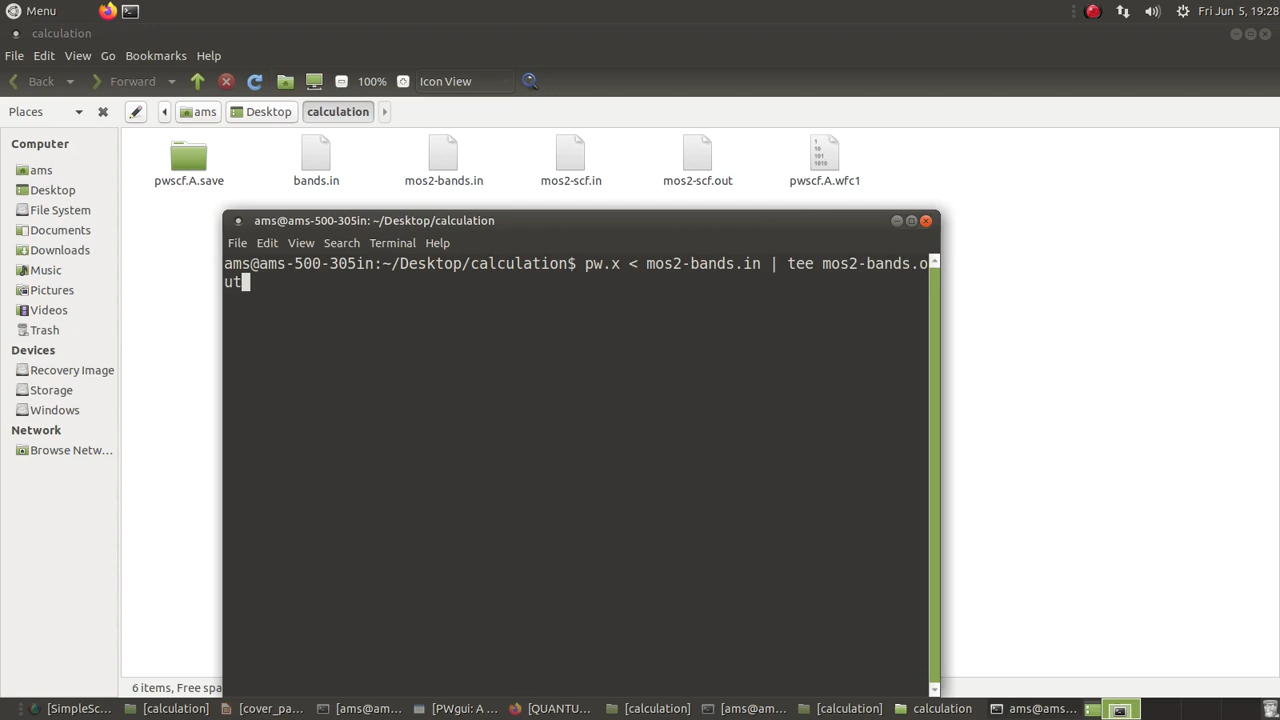 Menu
Fri Jun 5, 19:28
calculation
File Edit View Go Bookmarks Help
Back Forward 100% Icon View
Places ams Desktop calculation
Computer
ams
Desktop
File System
Documents
Downloads
Music
Pictures
Videos
Trash
Devices
Recovery Image
Storage
Windows
Network
Browse Netw...
1
10
101
1010
pwscf.A.save bands.in mos2-bands.in mos2-scf.in mos2-scf.out pwscf.A.wfc1
ams@ams-500-305in: ~/Desktop/calculation
File Edit View Search Terminal Help
ams@ams-500-305in:~/Desktop/calculation$ pw.x < mos2-bands.in | tee mos2-bands.o
ut
6 items, Free spa
[SimpleSc... [calculation] [cover_pa... [ams@am... [PWgui: A ... [QUANTU... [calculation] [ams@am... [calculation] calculation ams@ams...